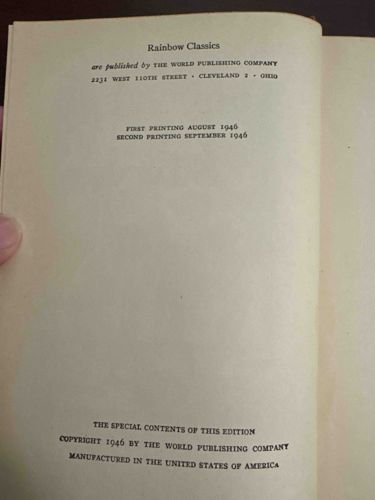 Rainbow Classics
are published by THE WORLD PUBLISHING COMPANY
2231 WEST 110TH STREET · CLEVELAND 2 · OHIO
FIRST PRINTING AUGUST 1946
SECOND PRINTING SEPTEMBER 1946
THE SPECIAL CONTENTS OF THIS EDITION
COPYRIGHT 1946 BY THE WORLD PUBLISHING COMPANY
MANUFACTURED IN THE UNITED STATES OF AMERICA